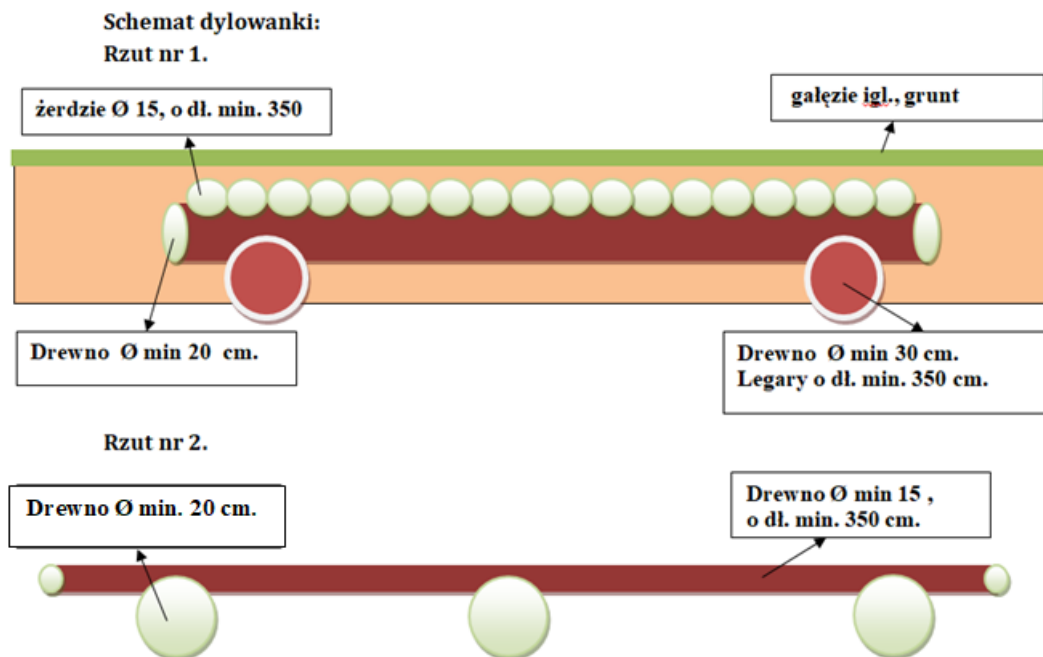 Schemat dylowanki:
Rzut nr 1.
żerdzie Ø 15, o dł. min. 350
gałęzie igl., grunt
Drewno Ø min 20 cm.
Drewno Ø min 30 cm.
Legary o dł. min. 350 cm.
Rzut nr 2.
Drewno Ø min. 20 cm.
Drewno Ø min 15 ,
o dł. min. 350 cm.